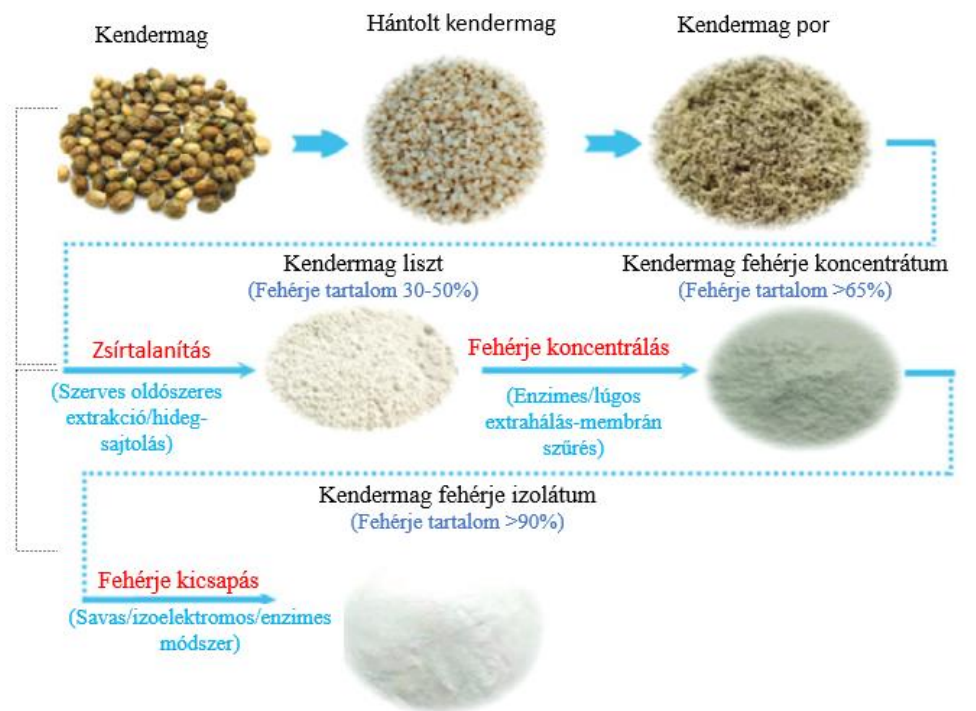 Kendermag
Hántolt kendermag
Kendermag por
Kendermag liszt
(Fehérje tartalom 30-50%)
Kendermag fehérje koncentrátum
(Fehérje tartalom >65%)
Zsírtalanítás
(Szerves oldószeres
extrakció/hideg-
sajtolás)
Fehérje koncentrálás
(Enzimes/lúgos
extrahálás-membrán
szűrés)
Kendermag fehérje izolátum
(Fehérje tartalom >90%)
Fehérje kicsapás
(Savas/izoelektromos/enzimes
módszer)